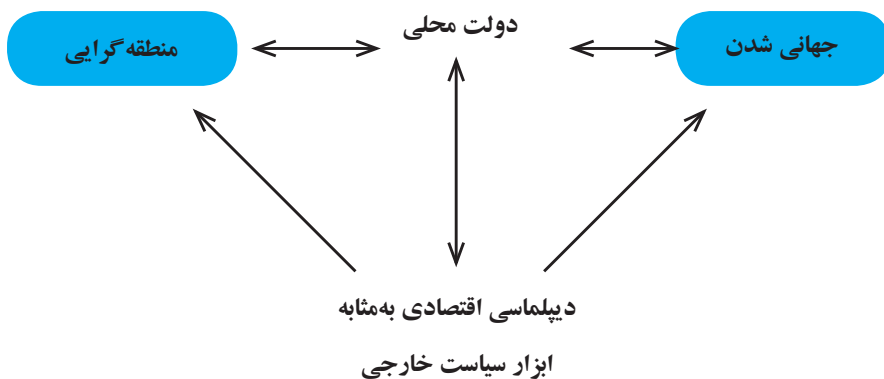 جهانی شدن
دولت محلی
منطقه‌گرایی
دیپلماسی اقتصادی به‌مثابه
ابزار سیاست خارجی